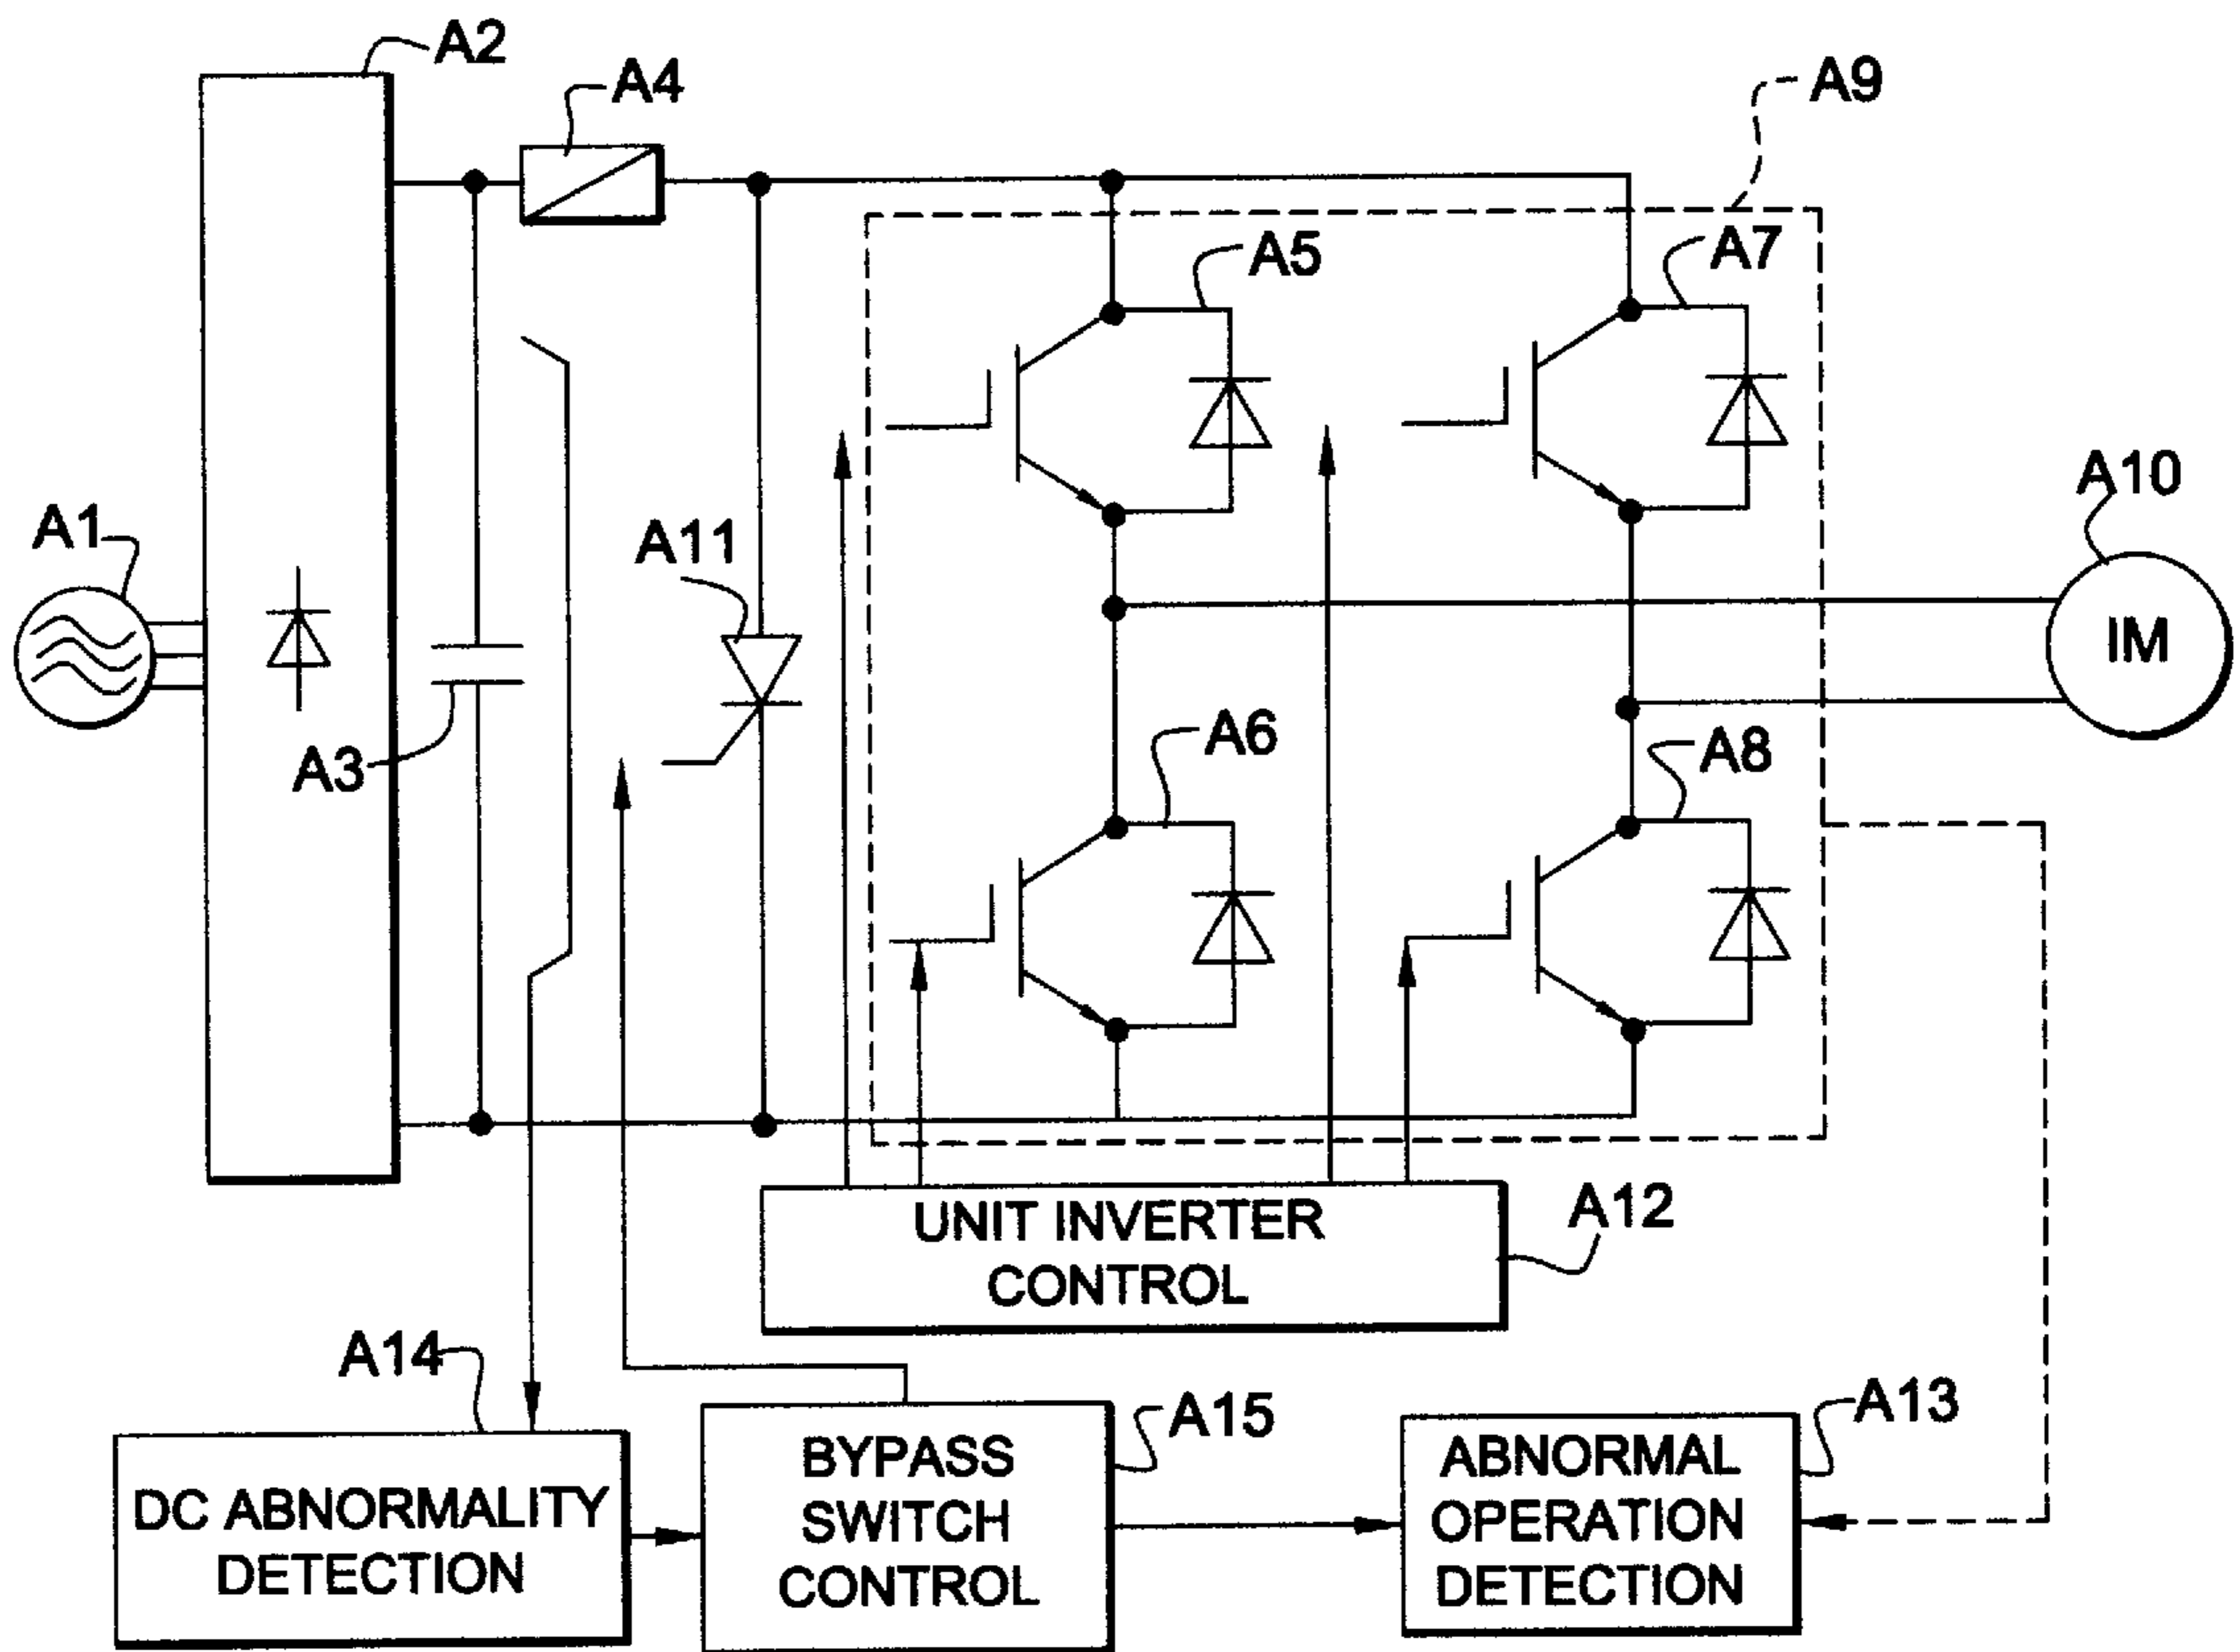 A2
A4
A9
A5
A7
A1
A11
A10
IM
A3
A6
A8
UNIT INVERTER
CONTROL
A12
A14
A15
A13
DC ABNORMALITY
DETECTION
BYPASS
SWITCH
CONTROL
ABNORMAL
OPERATION
DETECTION